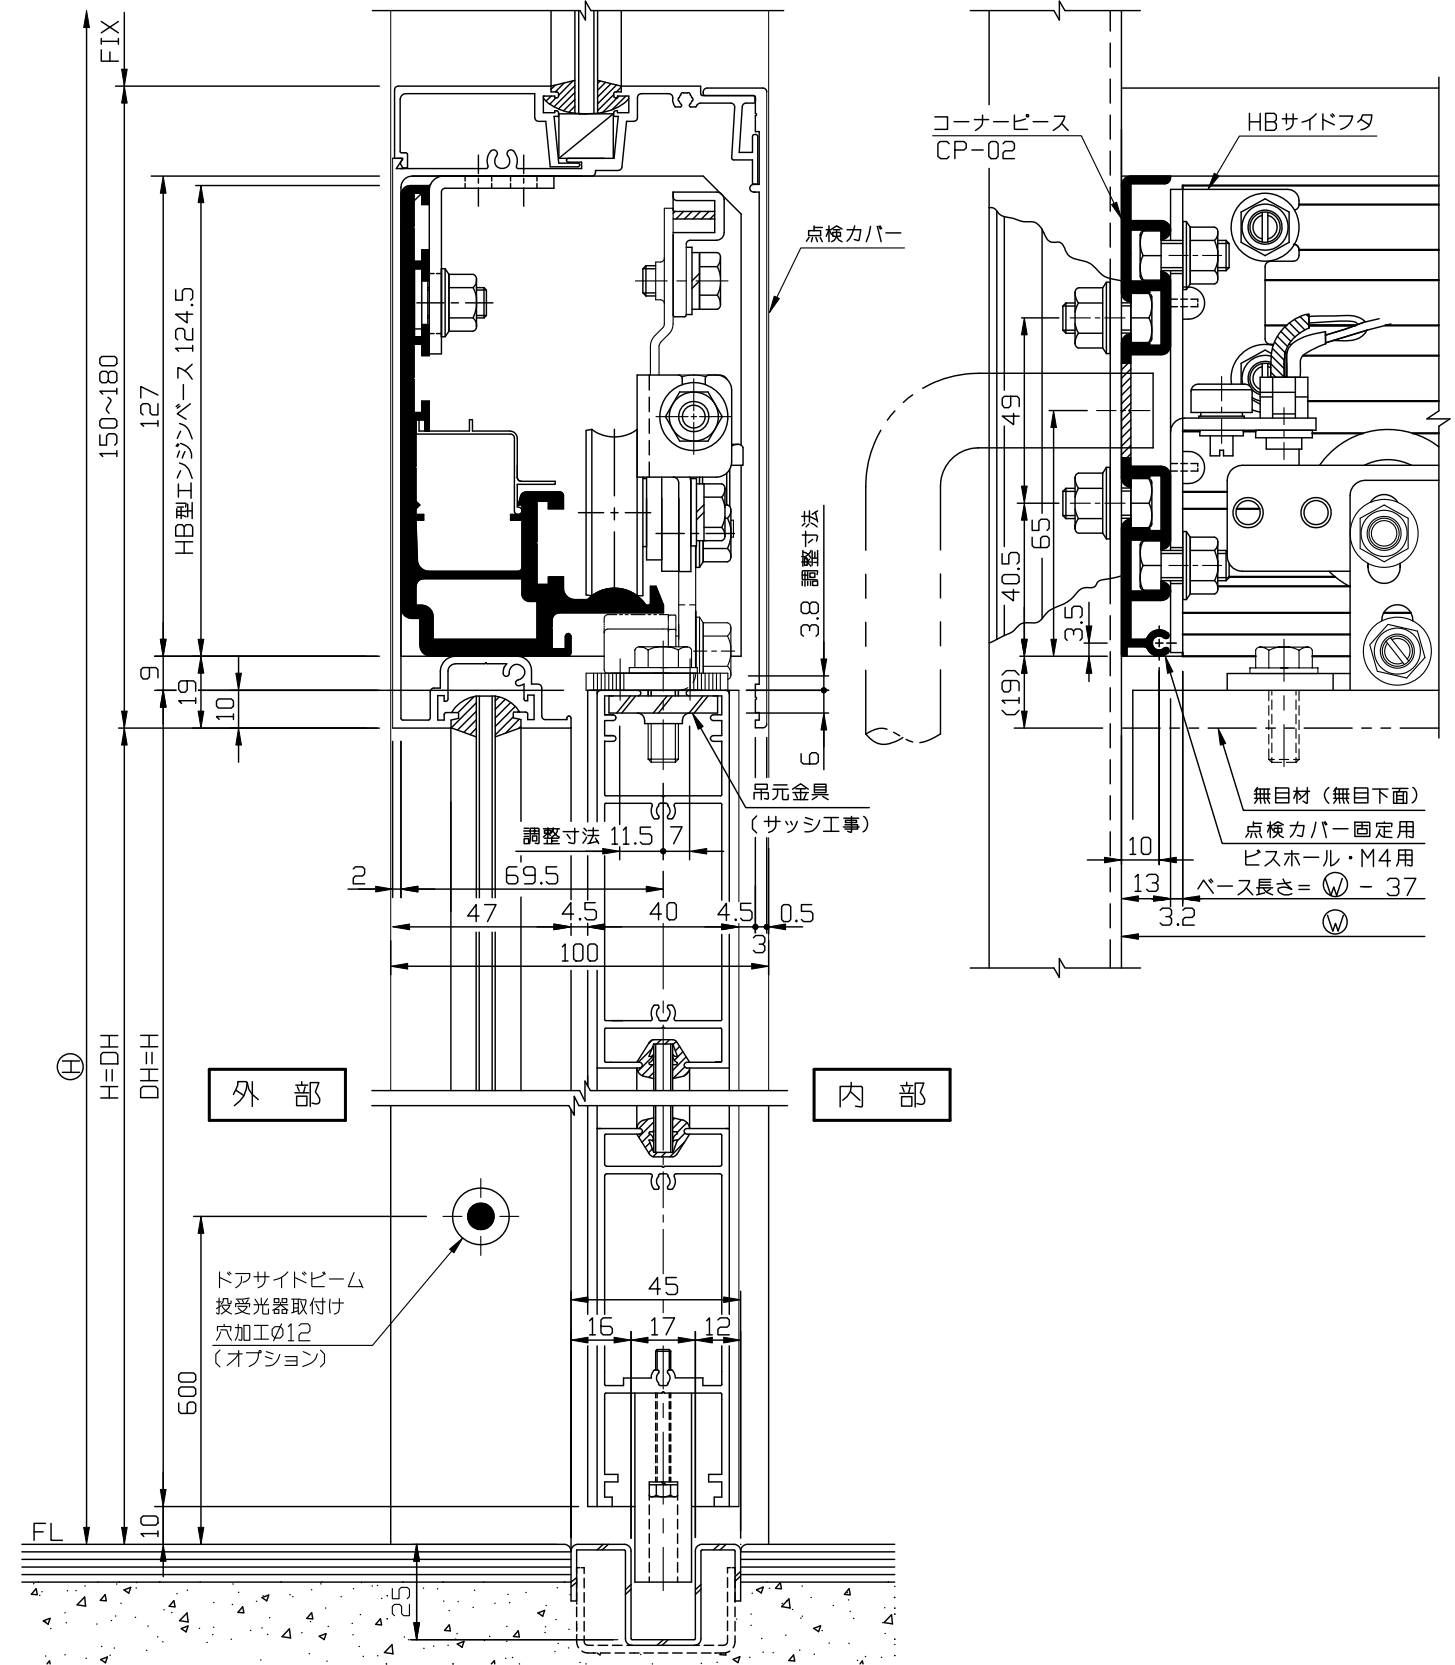 FIX
150~180
127
HB型エンジンベース 124.5
9
19
10
Ⓗ
H=DH
DH=H
コーナーピース
CP-02
HBサイドフタ
点検カバー
49
65
40.5
3.5
(19)
3.8 調整寸法
6
吊元金具
(サッシ工事)
調整寸法 11.5
7
2
69.5
47
4.5
40
4.5
0.5
3
100
無目材 (無目下面)
点検カバー固定用
ビスホール・M4用
10
13
ベース長さ= Ⓦ - 37
3.2
Ⓦ
外 部
内 部
ドアサイドビーム
投受光器取付け
穴加工φ12
(オプション)
600
45
16
17
12
10
FL
25